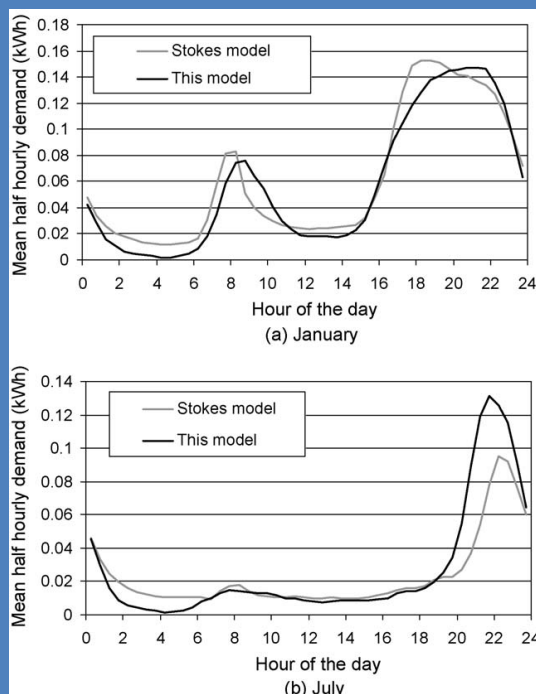 Mean half hourly demand (kWh)
0.18
0.16
0.14
0.12
0.1
0.08
0.06
0.04
0.02
0
Stokes model
This model
0 2 4 6 8 10 12 14 16 18 20 22 24
Hour of the day
(a) January
Mean half hourly demand (kWh)
0.14
0.12
0.1
0.08
0.06
0.04
0.02
0
Stokes model
This model
0 2 4 6 8 10 12 14 16 18 20 22 24
Hour of the day
(b) July